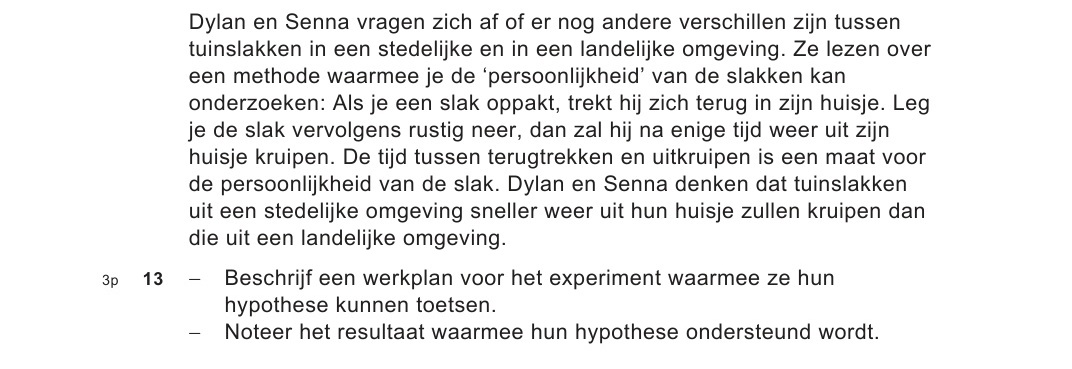 Dylan en Senna vragen zich af of er nog andere verschillen zijn tussen
tuinslakken in een stedelijke en in een landelijke omgeving. Ze lezen over
een methode waarmee je de ‘persoonlijkheid’ van de slakken kan
onderzoeken: Als je een slak oppakt, trekt hij zich terug in zijn huisje. Leg
je de slak vervolgens rustig neer, dan zal hij na enige tijd weer uit zijn
huisje kruipen. De tijd tussen terugtrekken en uitkruipen is een maat voor
de persoonlijkheid van de slak. Dylan en Senna denken dat tuinslakken
uit een stedelijke omgeving sneller weer uit hun huisje zullen kruipen dan
die uit een landelijke omgeving.
3p 13 – Beschrijf een werkplan voor het experiment waarmee ze hun
hypothese kunnen toetsen.
– Noteer het resultaat waarmee hun hypothese ondersteund wordt.